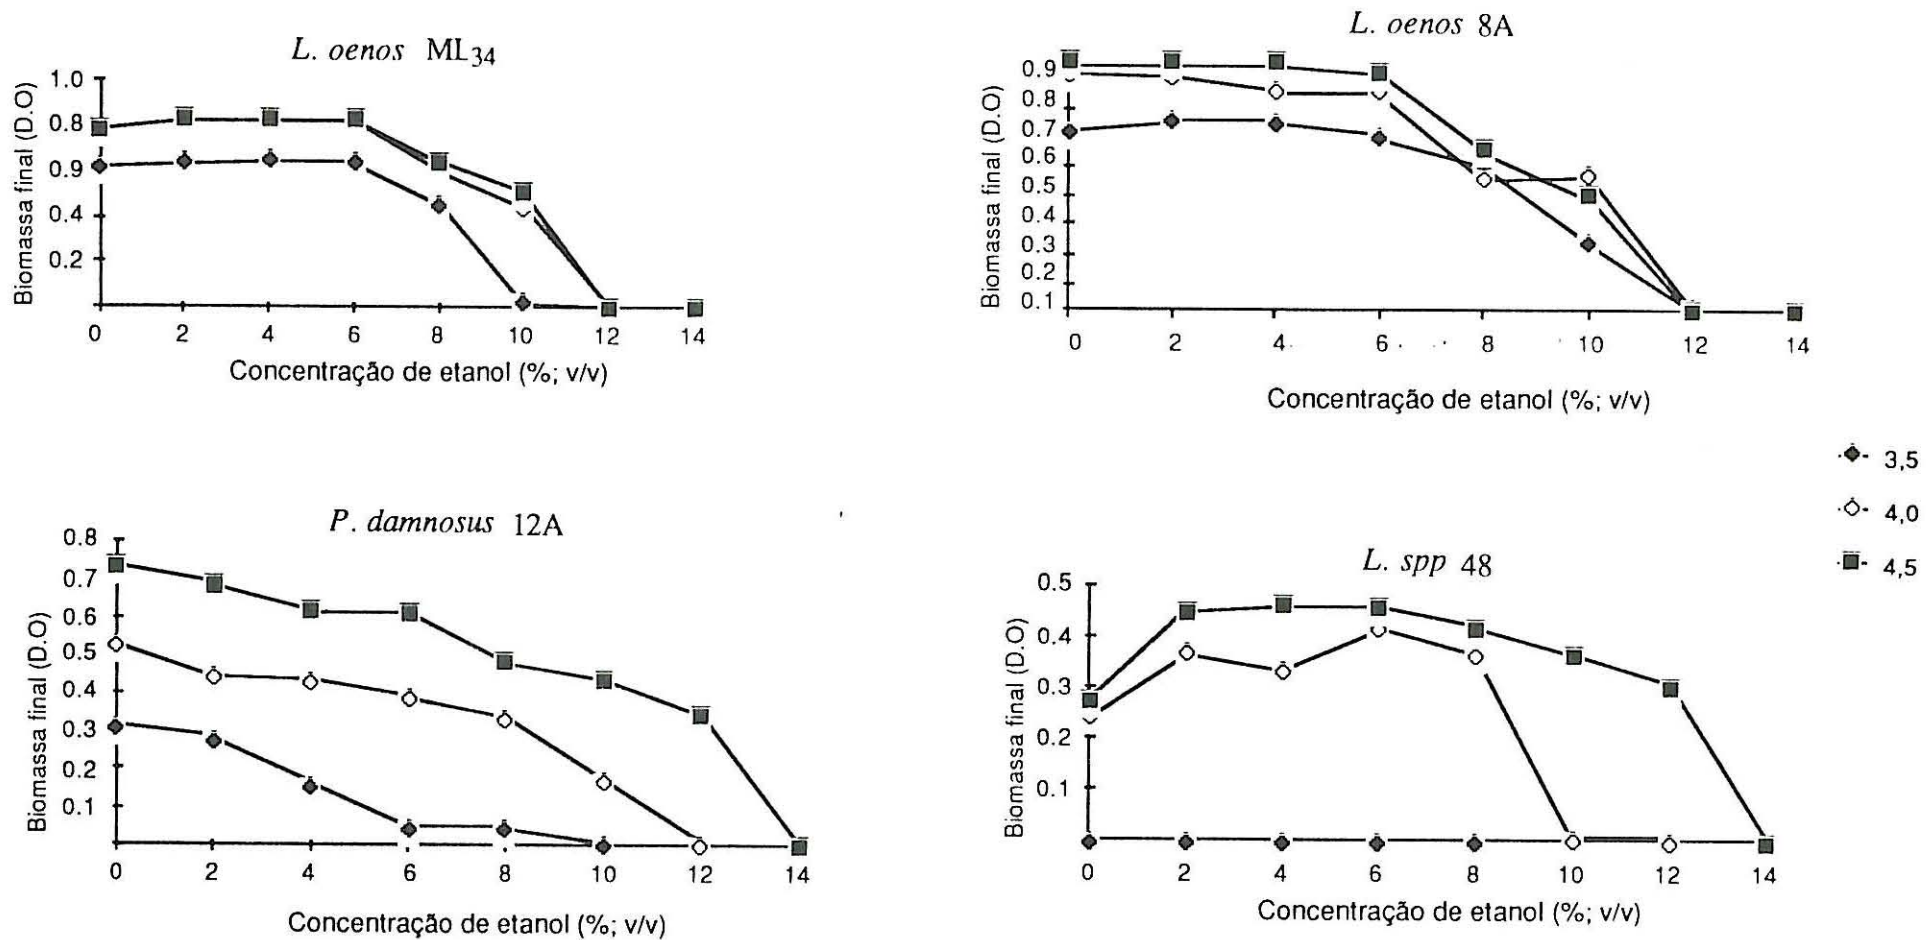 L. oenos ML34
Biomassa final (D.O)
1.0
0.8
0.9
0.4
0.2
0 2 4 6 8 10 12 14
Concentração de etanol (%; v/v)
L. oenos 8A
Biomassa final (D.O)
0.9
0.8
0.7
0.6
0.5
0.4
0.3
0.2
0.1
0 2 4 6 8 10 12 14
Concentração de etanol (%; v/v)
3,5
4,0
4,5
P. damnosus 12A
Biomassa final (D.O)
0.8
0.7
0.6
0.5
0.4
0.3
0.2
0.1
0 2 4 6 8 10 12 14
Concentração de etanol (%; v/v)
L. spp 48
Biomassa final (D.O)
0.5
0.4
0.3
0.2
0.1
0 2 4 6 8 10 12 14
Concentração de etanol (%; v/v)